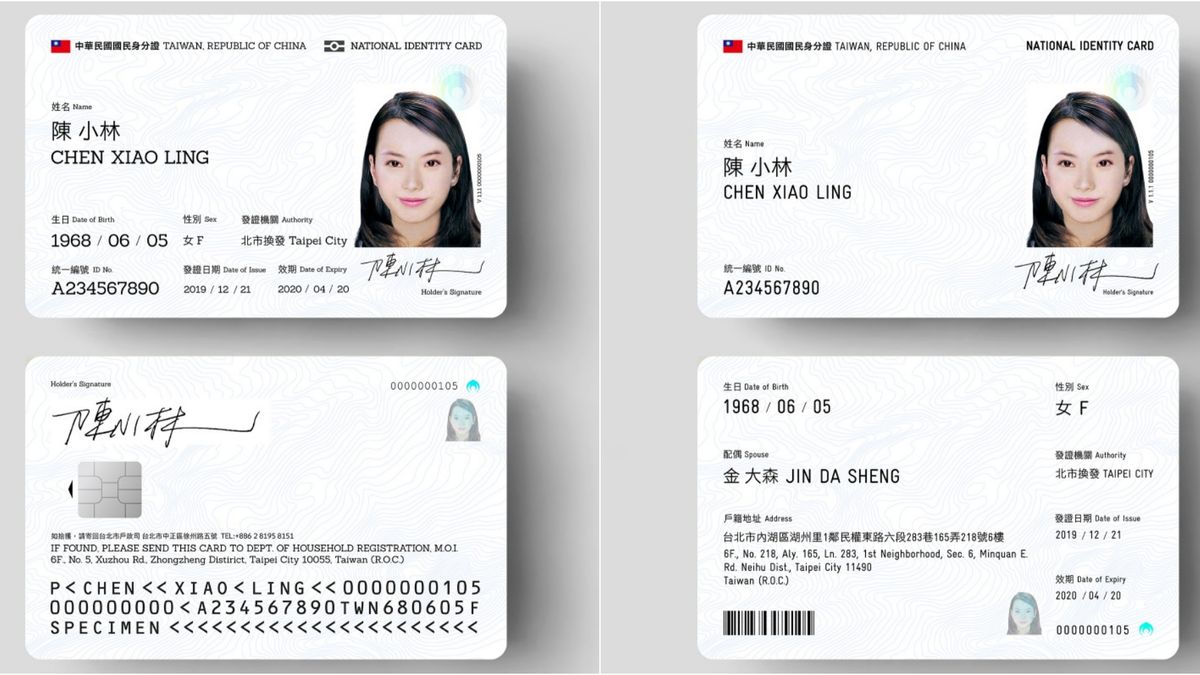 中華民國國民身分證 TAIWAN, REPUBLIC OF CHINA NATIONAL IDENTITY CARD
姓名 Name
陳 小林
CHEN XIAO LING
V 1.1.1 0000000105
生日 Date of Birth 性別 Sex 發證機關 Authority
1968 / 06 / 05 女 F 北市換發 Taipei City
統一編號 ID No. 發證日期 Date of Issue 效期 Date of Expiry
A234567890 2019 / 12 / 21 2020 / 04 / 20
陳小林
Holder's Signature
Holder's Signature 0000000105
陳小林
如拾獲，請寄回台北市戶政司 台北市中正區徐州路五號 TEL:+886 2 8195 8151
IF FOUND, PLEASE SEND THIS CARD TO DEPT. OF HOUSEHOLD REGISTRATION, M.O.I.
6F., No. 5, Xuzhou Rd., Zhongzheng Distirict, Taipei City 10055, Taiwan (R.O.C.)
P<CHEN<<XIAO<LING<<0000000105
000000000<A234567890TWN680605F
SPECIMEN<<<<<<<<<<<<<<<<<<<<<<
中華民國國民身分證 TAIWAN, REPUBLIC OF CHINA NATIONAL IDENTITY CARD
姓名 Name
陳 小林
CHEN XIAO LING
V 1.1.1 0000000105
統一編號 ID No.
A234567890
陳小林
Holder's Signature
生日 Date of Birth 性別 Sex
1968 / 06 / 05 女 F
配偶 Spouse 發證機關 Authority
金 大森 JIN DA SHENG 北市換發 TAIPEI CITY
戶籍地址 Address 發證日期 Date of Issue
台北市內湖區湖州里1鄰民權東路六段283巷165弄218號6樓 2019 / 12 / 21
6F., No. 218, Aly. 165, Ln. 283, 1st Neighborhood, Sec. 6, Minquan E.
Rd. Neihu Dist., Taipei City 11490
Taiwan (R.O.C.)
效期 Date of Expiry
2020 / 04 / 20
0000000105